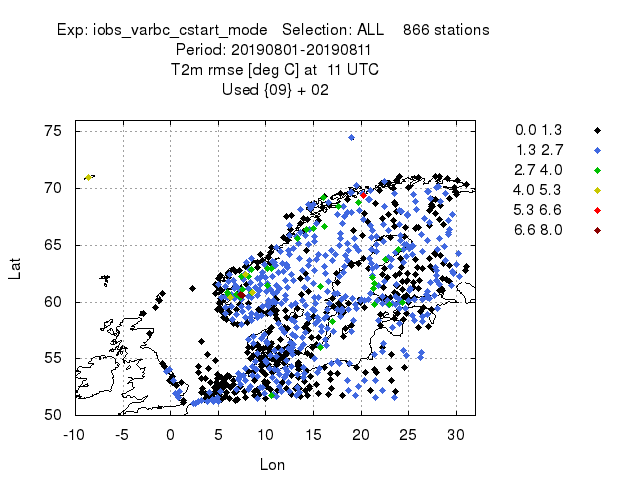 Exp: iobs_varbc_cstart_mode Selection: ALL 866 stations
Period: 20190801-20190811
T2m rmse [deg C] at 11 UTC
Used {09} + 02
0.0 1.3
1.3 2.7
2.7 4.0
4.0 5.3
5.3 6.6
6.6 8.0
75
70
65
60
55
50
Lat
-10 -5 0 5 10 15 20 25 30
Lon